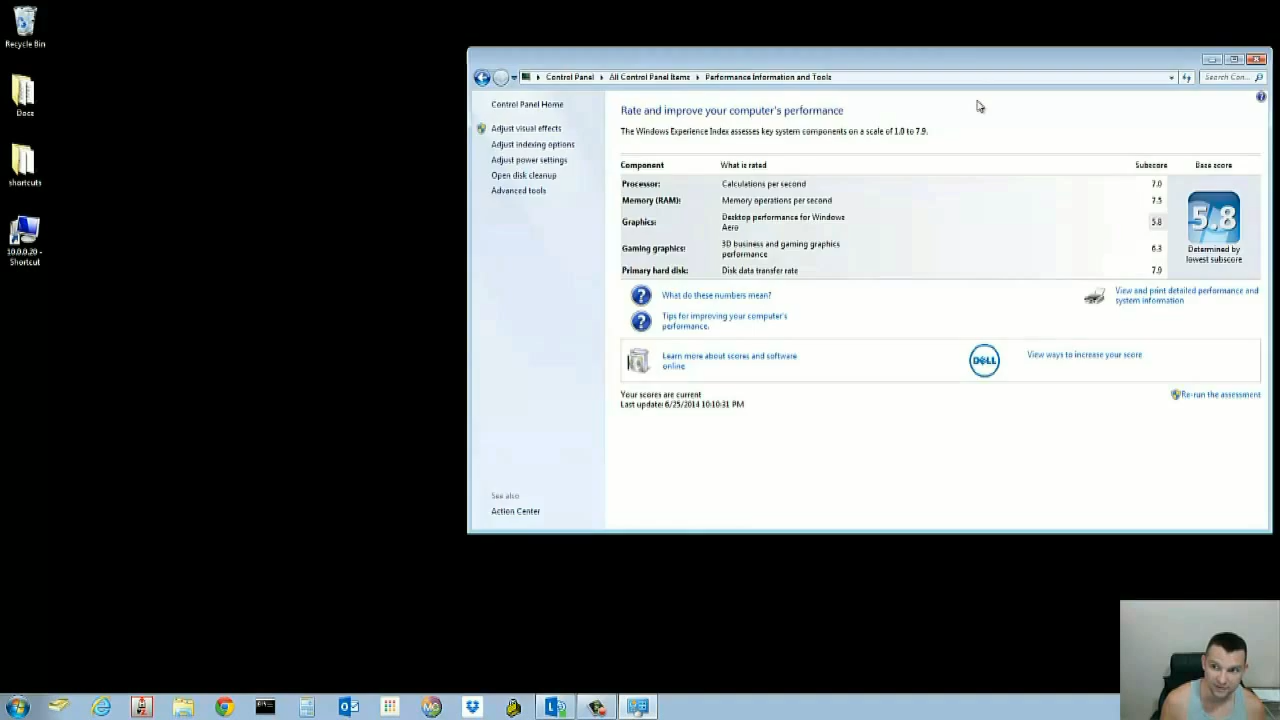 Recycle Bin
Docs
shortcuts
10.0.0.20 -
Shortcut
Control Panel
All Control Panel Items
Performance Information and Tools
Search Con...
Control Panel Home
Adjust visual effects
Adjust indexing options
Adjust power settings
Open disk cleanup
Advanced tools
See also
Action Center
Rate and improve your computer's performance
The Windows Experience Index assesses key system components on a scale of 1.0 to 7.9.
Component What is rated Subscore Base score
Processor: Calculations per second 7.0
Memory (RAM): Memory operations per second 7.5
Graphics: Desktop performance for Windows Aero 5.8
Gaming graphics: 3D business and gaming graphics performance 6.3
Primary hard disk: Disk data transfer rate 7.9
5.8
Determined by
lowest subscore
What do these numbers mean?
Tips for improving your computer's
performance.
View and print detailed performance and
system information
Learn more about scores and software
online
DELL
View ways to increase your score
Your scores are current
Last update: 6/25/2014 10:10:31 PM
Re-run the assessment